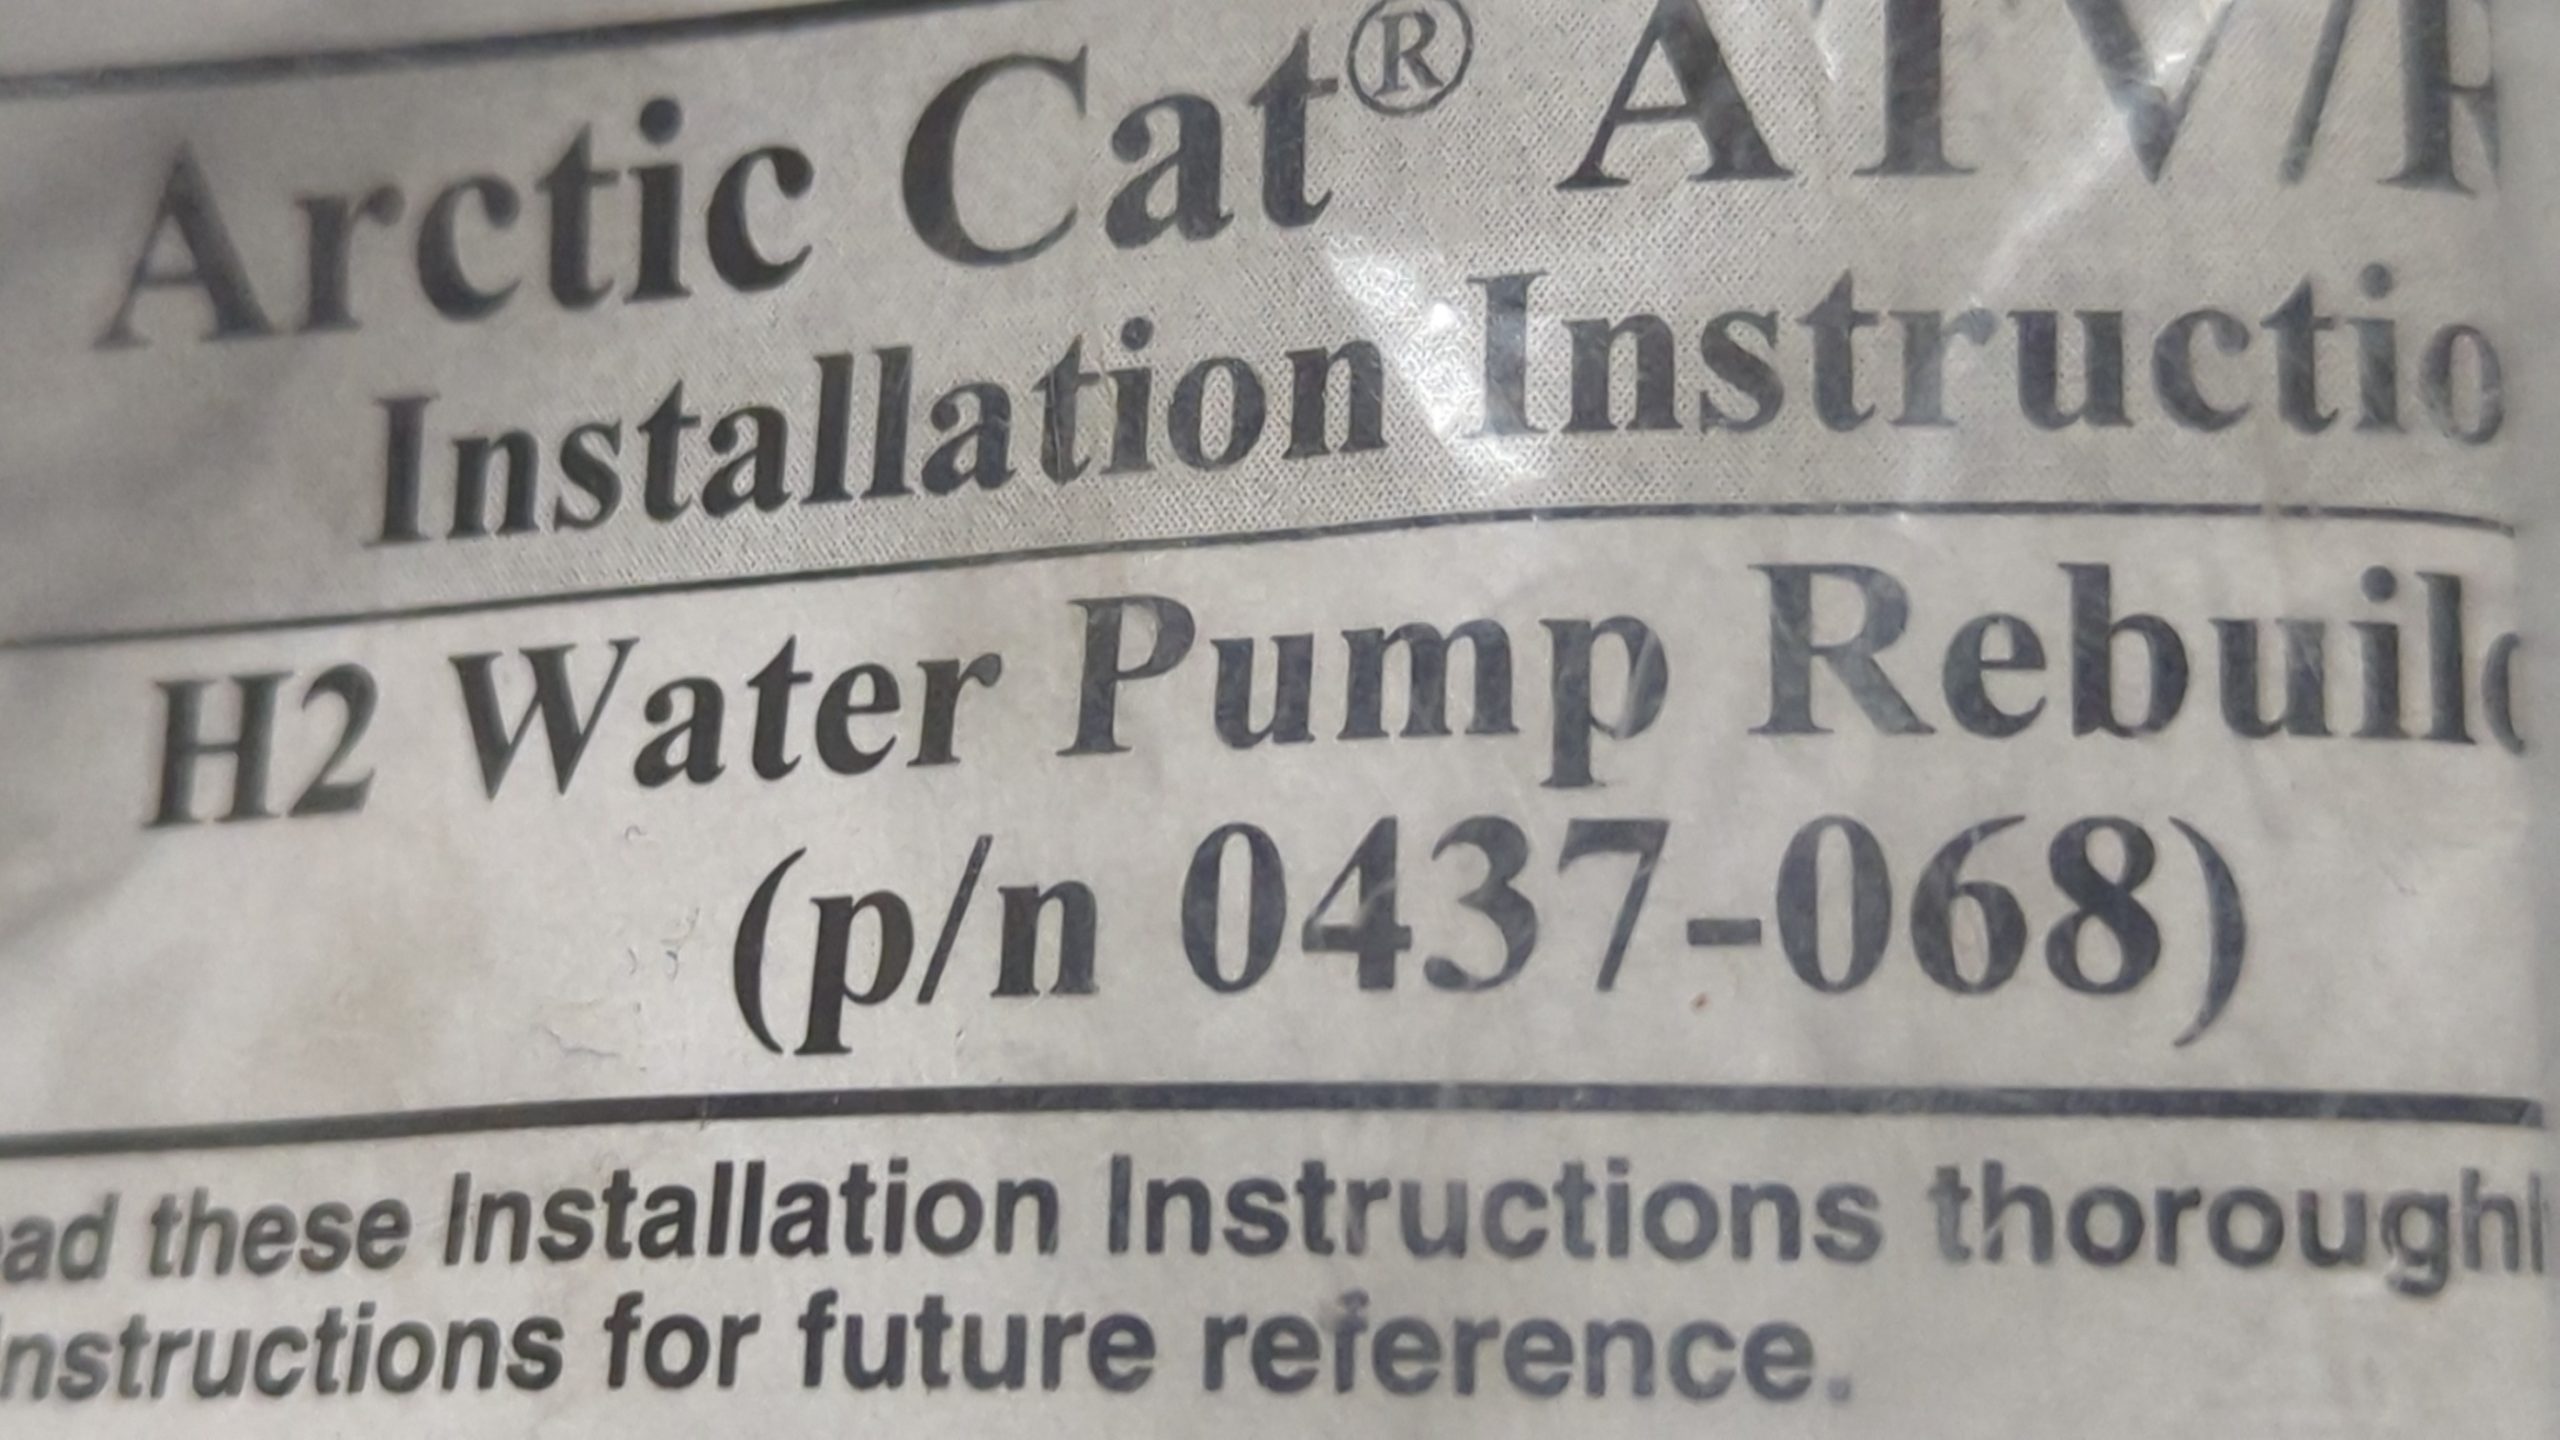 Arctic Cat® ATV/
Installation Instructio
H2 Water Pump Rebuil
(p/n 0437-068)
ad these Installation Instructions thoroughl
nstructions for future reference.